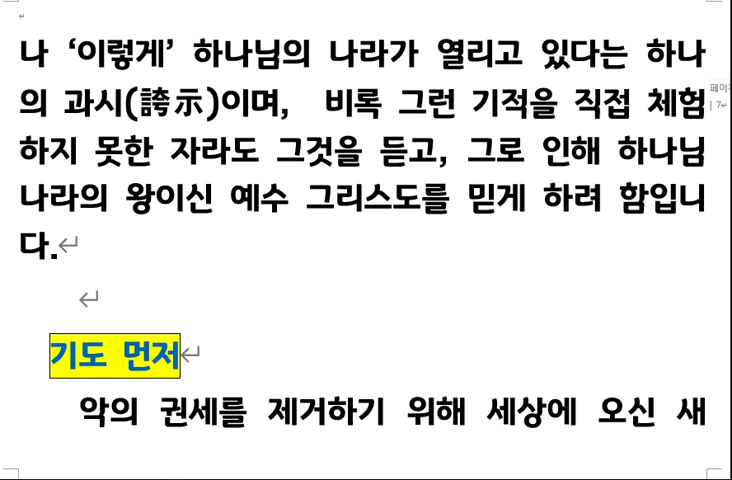 나 ‘이렇게’ 하나님의 나라가 열리고 있다는 하나
의 과시(誇示)이며, 비록 그런 기적을 직접 체험
하지 못한 자라도 그것을 듣고, 그로 인해 하나님
나라의 왕이신 예수 그리스도를 믿게 하려 함입니
다.
기도 먼저
악의 권세를 제거하기 위해 세상에 오신 새
페이지
| 7